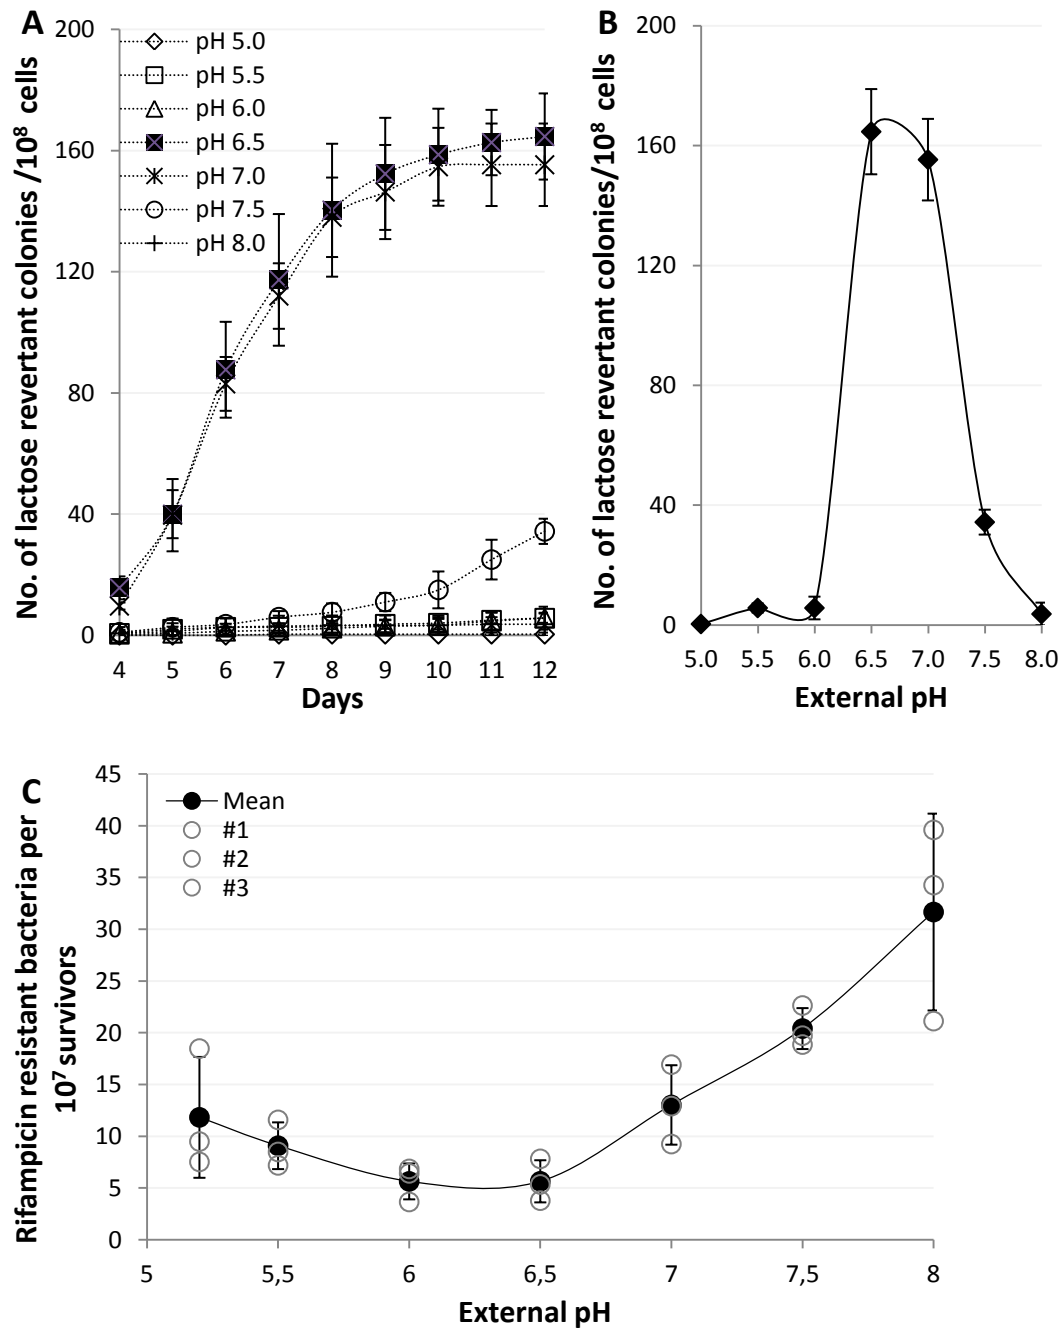 A
No. of lactose revertant colonies /10⁸ cells
200
160
120
80
40
0
pH 5.0
pH 5.5
pH 6.0
pH 6.5
pH 7.0
pH 7.5
pH 8.0
4 5 6 7 8 9 10 11 12
Days
B
No. of lactose revertant colonies/10⁸ cells
200
160
120
80
40
0
5.0 5.5 6.0 6.5 7.0 7.5 8.0
External pH
C
Rifampicin resistant bacteria per
10⁷ survivors
45
40
35
30
25
20
15
10
5
0
Mean
#1
#2
#3
5 5,5 6 6,5 7 7,5 8
External pH